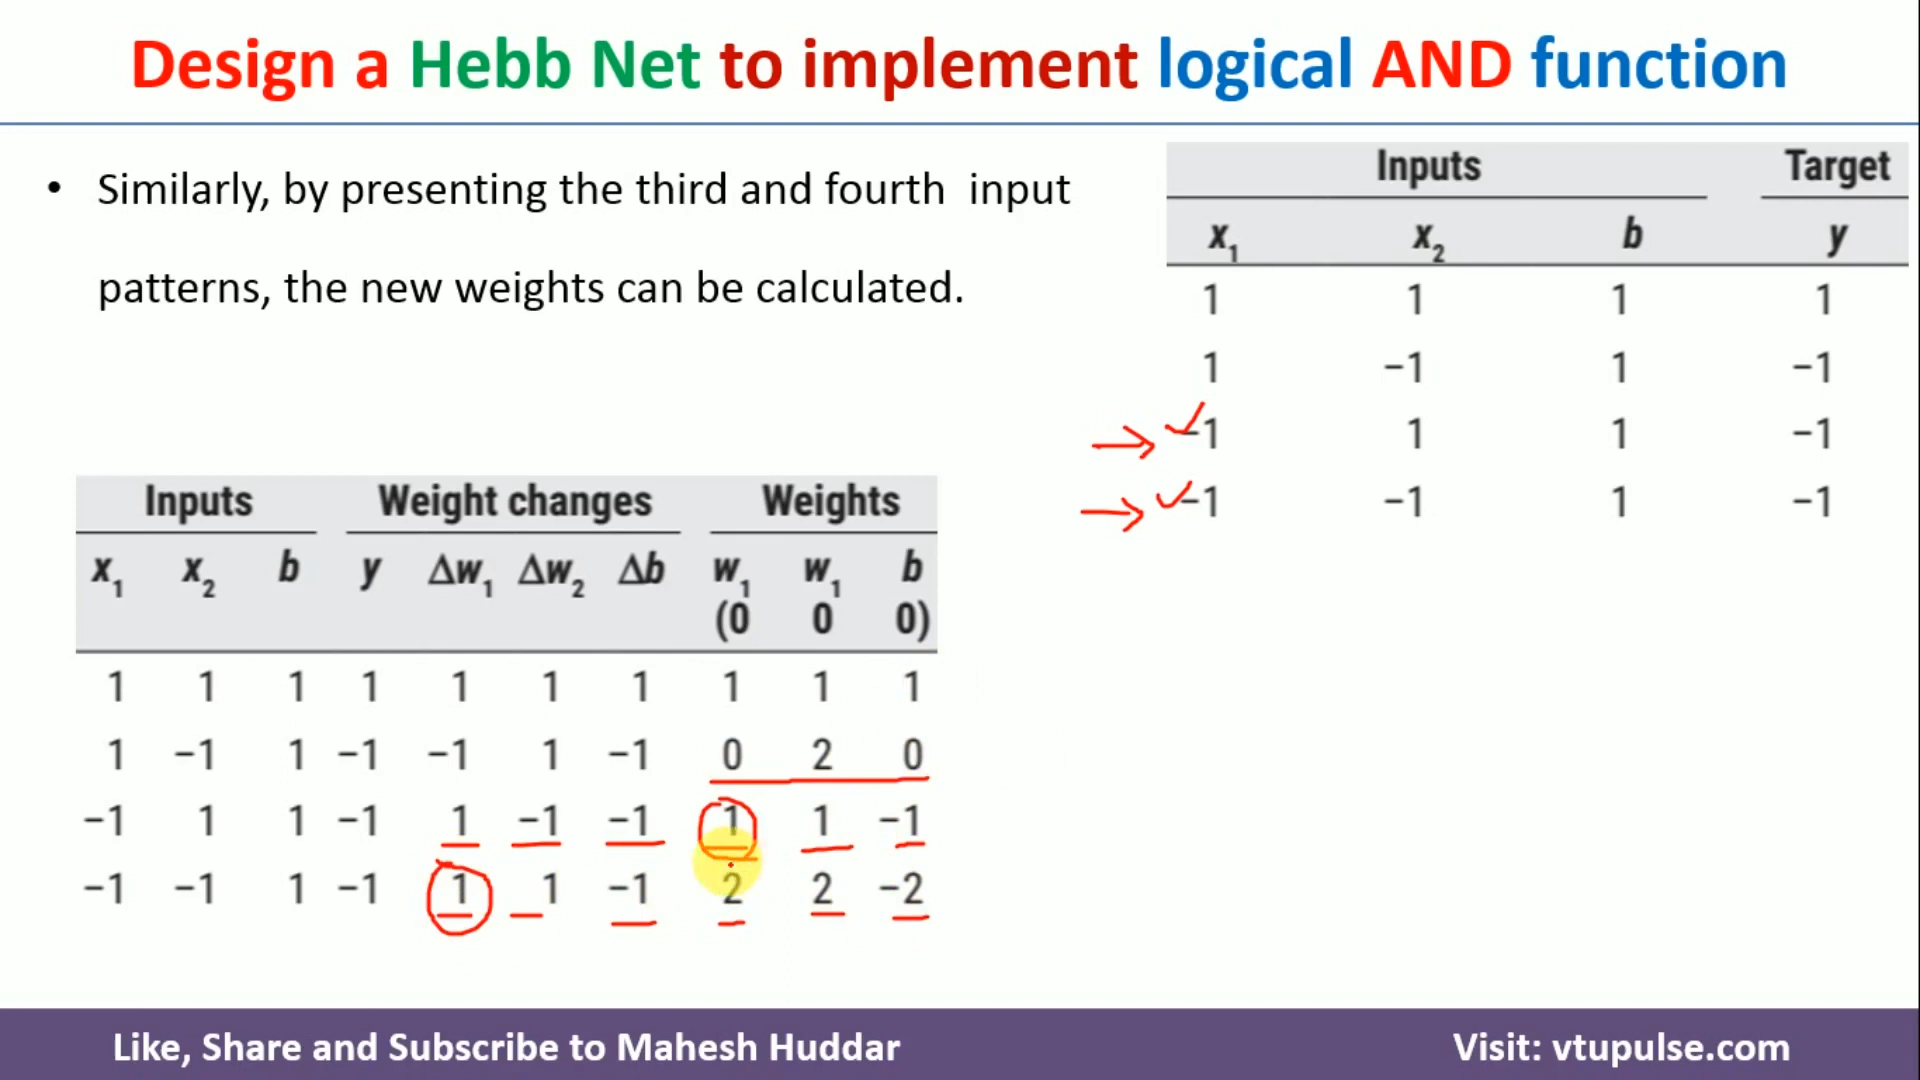 Design a Hebb Net to implement logical AND function
• Similarly, by presenting the third and fourth input
patterns, the new weights can be calculated.
Inputs Target
x1 x2 b y
1 1 1 1
1 −1 1 −1
−1 1 1 −1
−1 −1 1 −1
Inputs Weight changes Weights
x1 x2 b y Δw1 Δw2 Δb w1 w1 b
(0 0 0)
1 1 1 1 1 1 1 1 1 1
1 −1 1 −1 −1 1 −1 0 2 0
−1 1 1 −1 1 −1 −1 1 1 −1
−1 −1 1 −1 1 1 −1 2 2 −2
Like, Share and Subscribe to Mahesh Huddar Visit: vtupulse.com